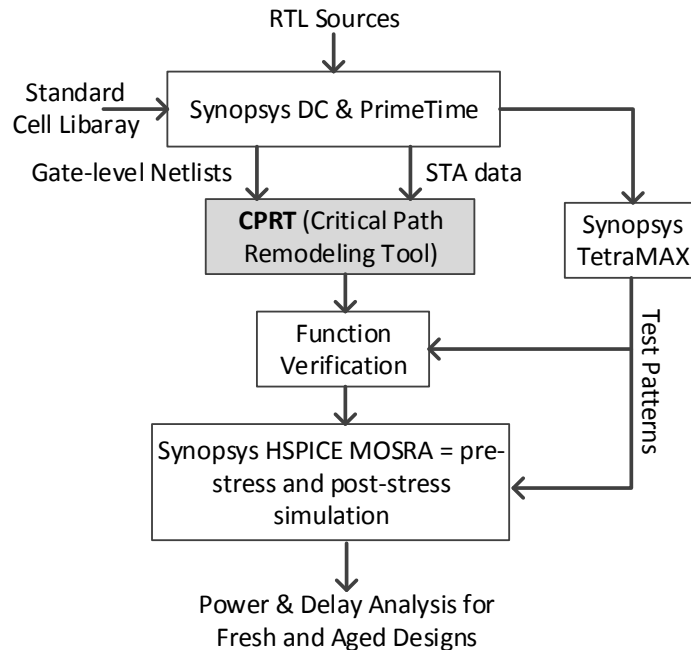 RTL Sources
Standard
Cell Libaray
Synopsys DC & PrimeTime
Gate-level Netlists
STA data
CPRT (Critical Path
Remodeling Tool)
Synopsys
TetraMAX
Function
Verification
Test Patterns
Synopsys HSPICE MOSRA = pre-
stress and post-stress
simulation
Power & Delay Analysis for
Fresh and Aged Designs